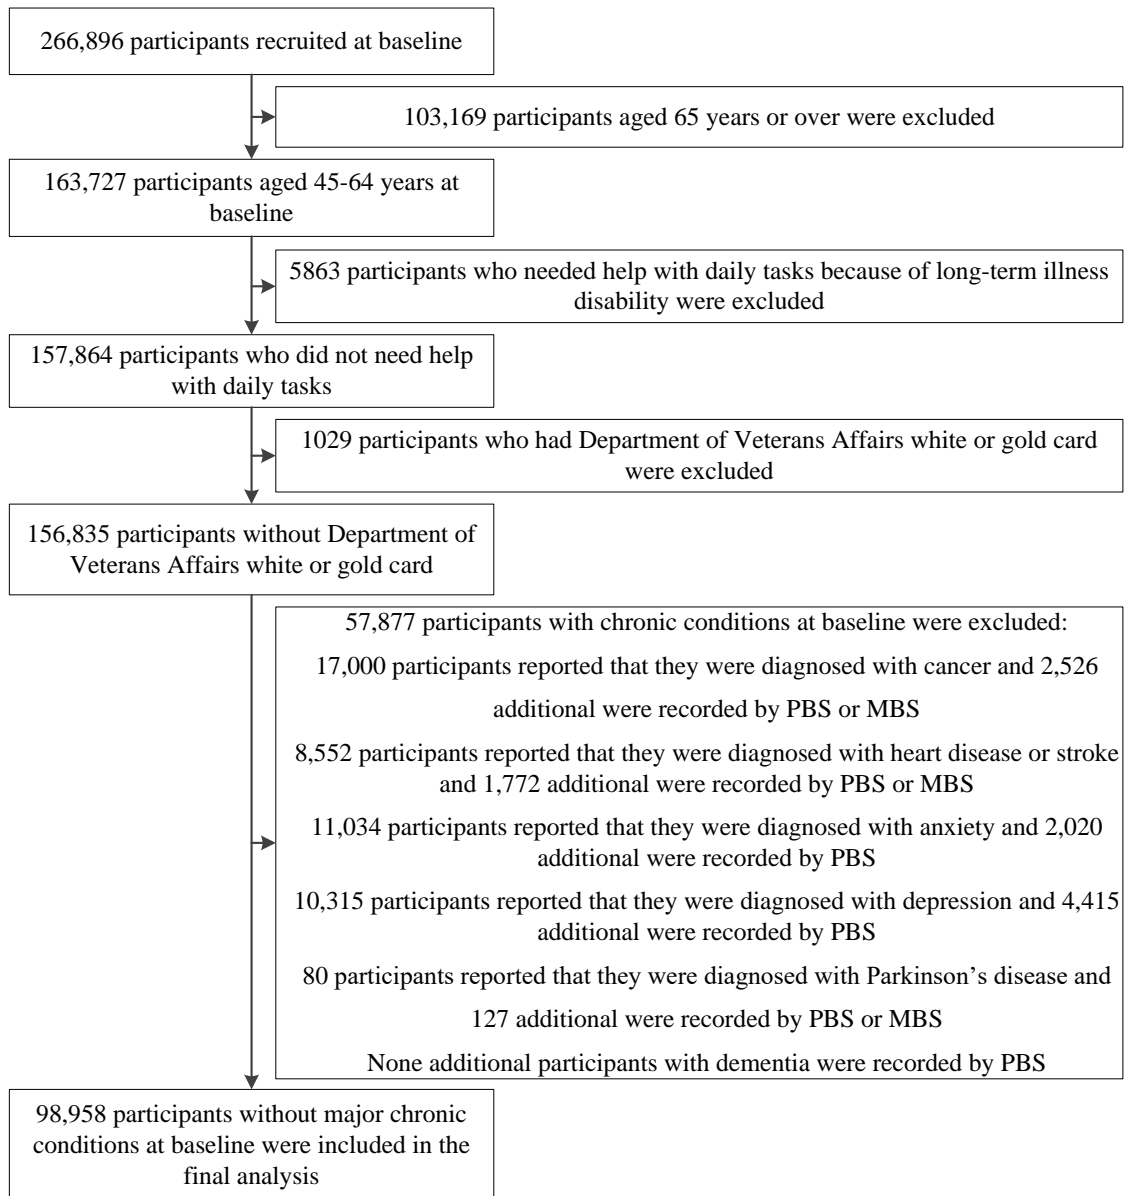 266,896 participants recruited at baseline
103,169 participants aged 65 years or over were excluded
163,727 participants aged 45-64 years at
baseline
5863 participants who needed help with daily tasks because of long-term illness
disability were excluded
157,864 participants who did not need help
with daily tasks
1029 participants who had Department of Veterans Affairs white or gold card
were excluded
156,835 participants without Department of
Veterans Affairs white or gold card
57,877 participants with chronic conditions at baseline were excluded:
17,000 participants reported that they were diagnosed with cancer and 2,526
additional were recorded by PBS or MBS
8,552 participants reported that they were diagnosed with heart disease or stroke
and 1,772 additional were recorded by PBS or MBS
11,034 participants reported that they were diagnosed with anxiety and 2,020
additional were recorded by PBS
10,315 participants reported that they were diagnosed with depression and 4,415
additional were recorded by PBS
80 participants reported that they were diagnosed with Parkinson’s disease and
127 additional were recorded by PBS or MBS
None additional participants with dementia were recorded by PBS
98,958 participants without major chronic
conditions at baseline were included in the
final analysis